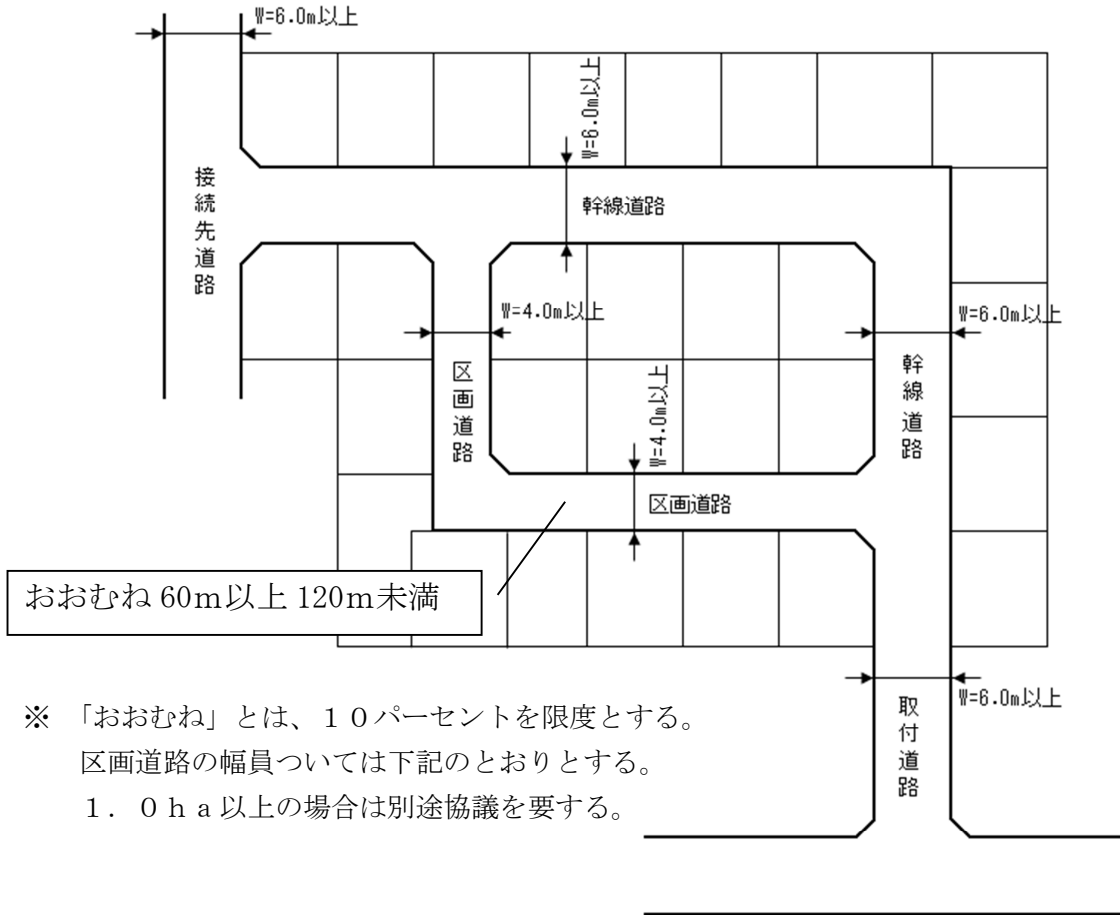 W=6.0m以上
W=6.0m以上
接続先道路
幹線道路
W=4.0m以上
W=6.0m以上
区画道路
W=4.0m以上
幹線道路
区画道路
おおむね 60m以上 120m未満
※ 「おおむね」とは、10パーセントを限度とする。
区画道路の幅員ついては下記のとおりとする。
1.0ha以上の場合は別途協議を要する。
W=6.0m以上
取付道路